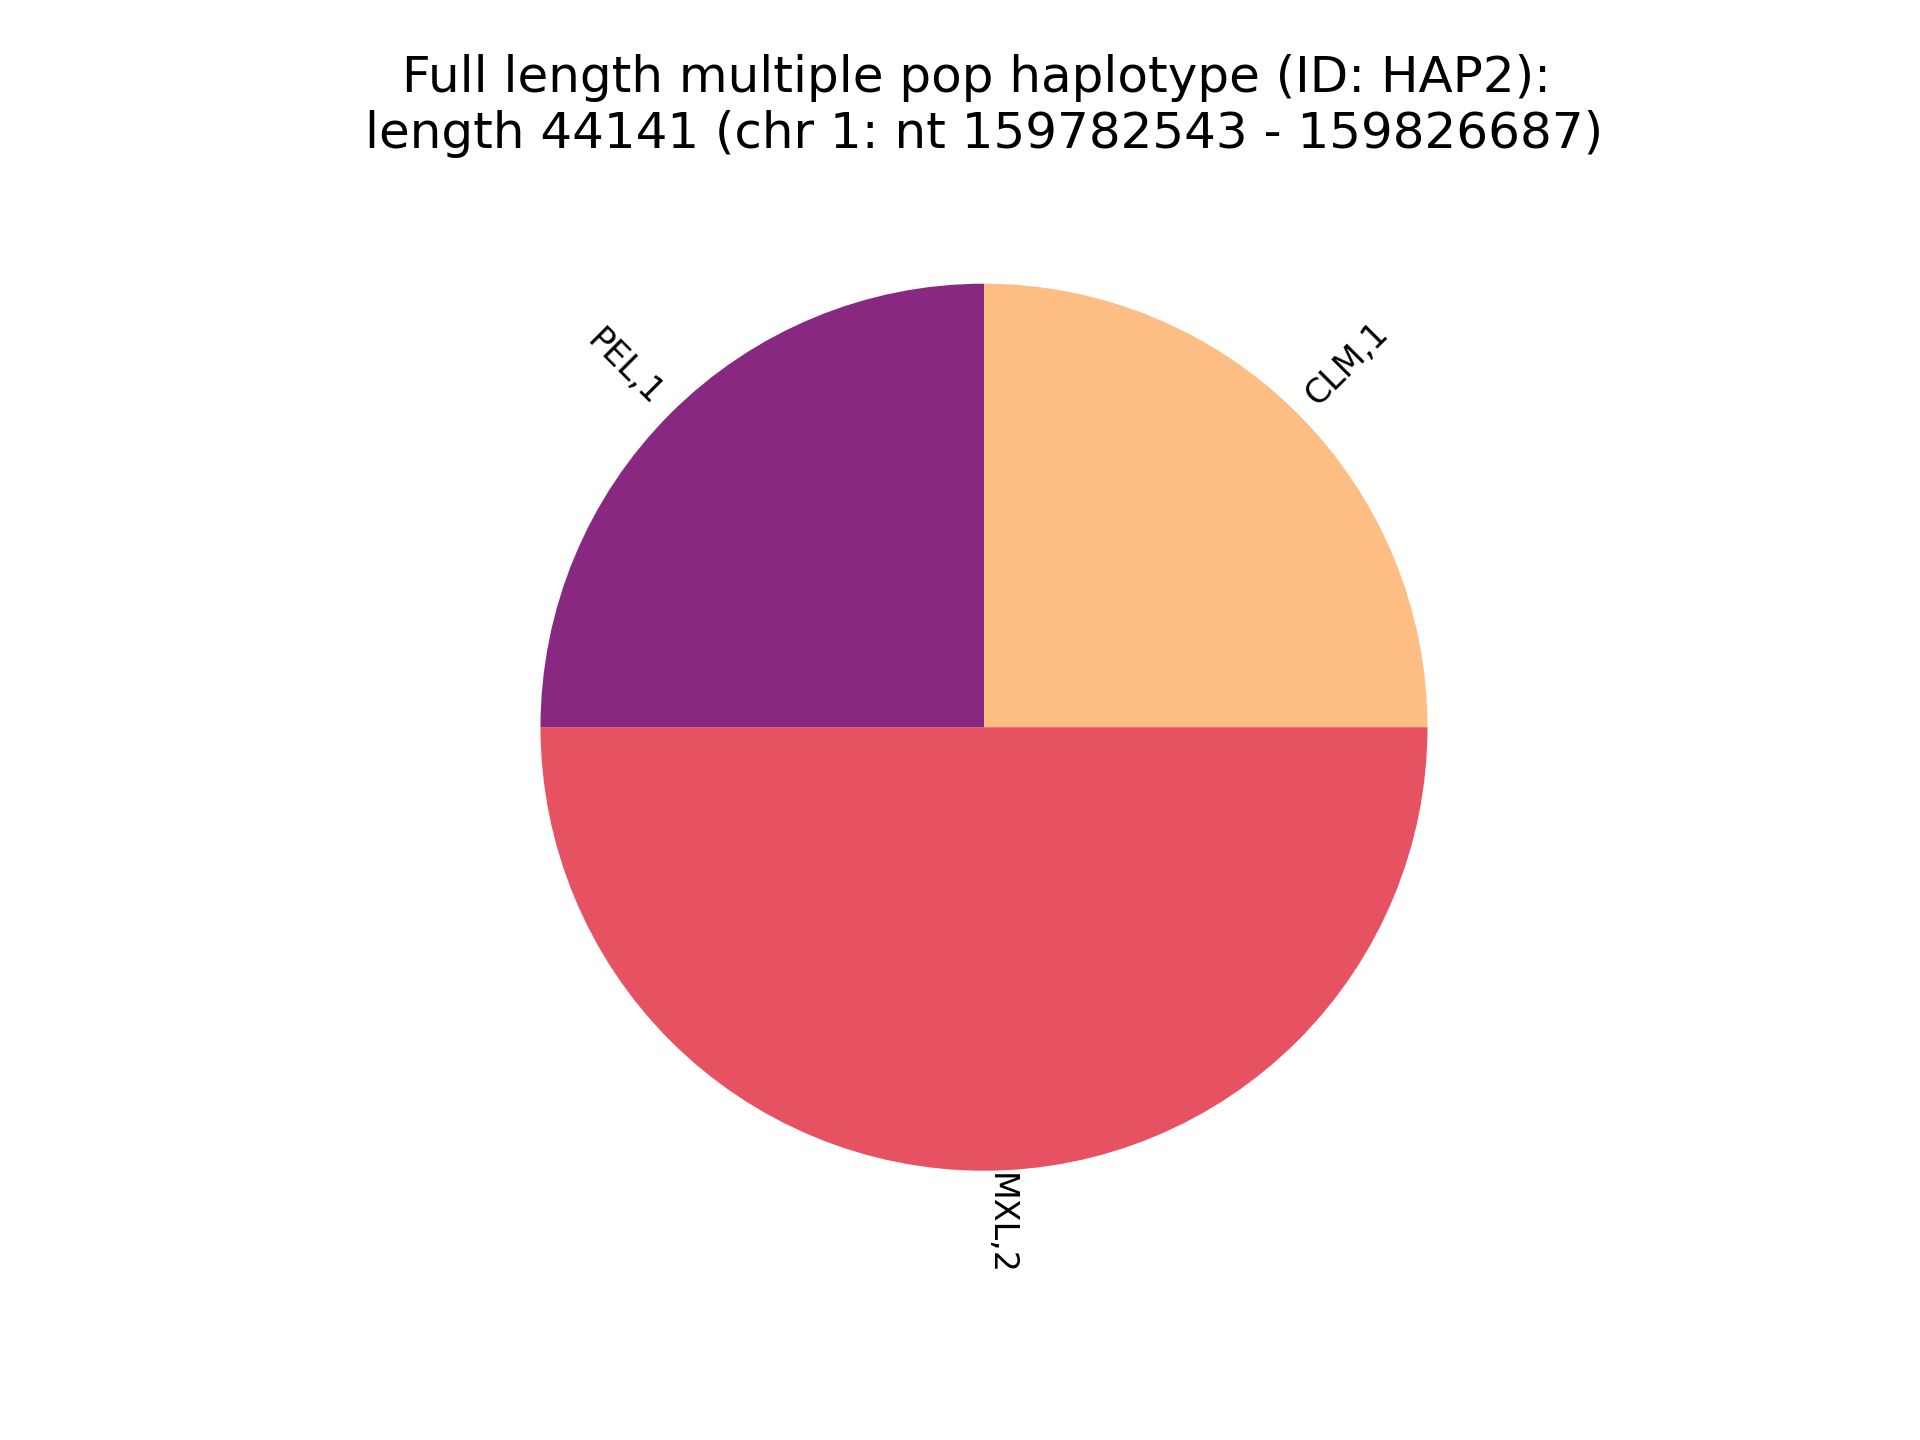 Full length multiple pop haplotype (ID: HAP2):
length 44141 (chr 1: nt 159782543 - 159826687)
PEL,1
CLM,1
MXL,2